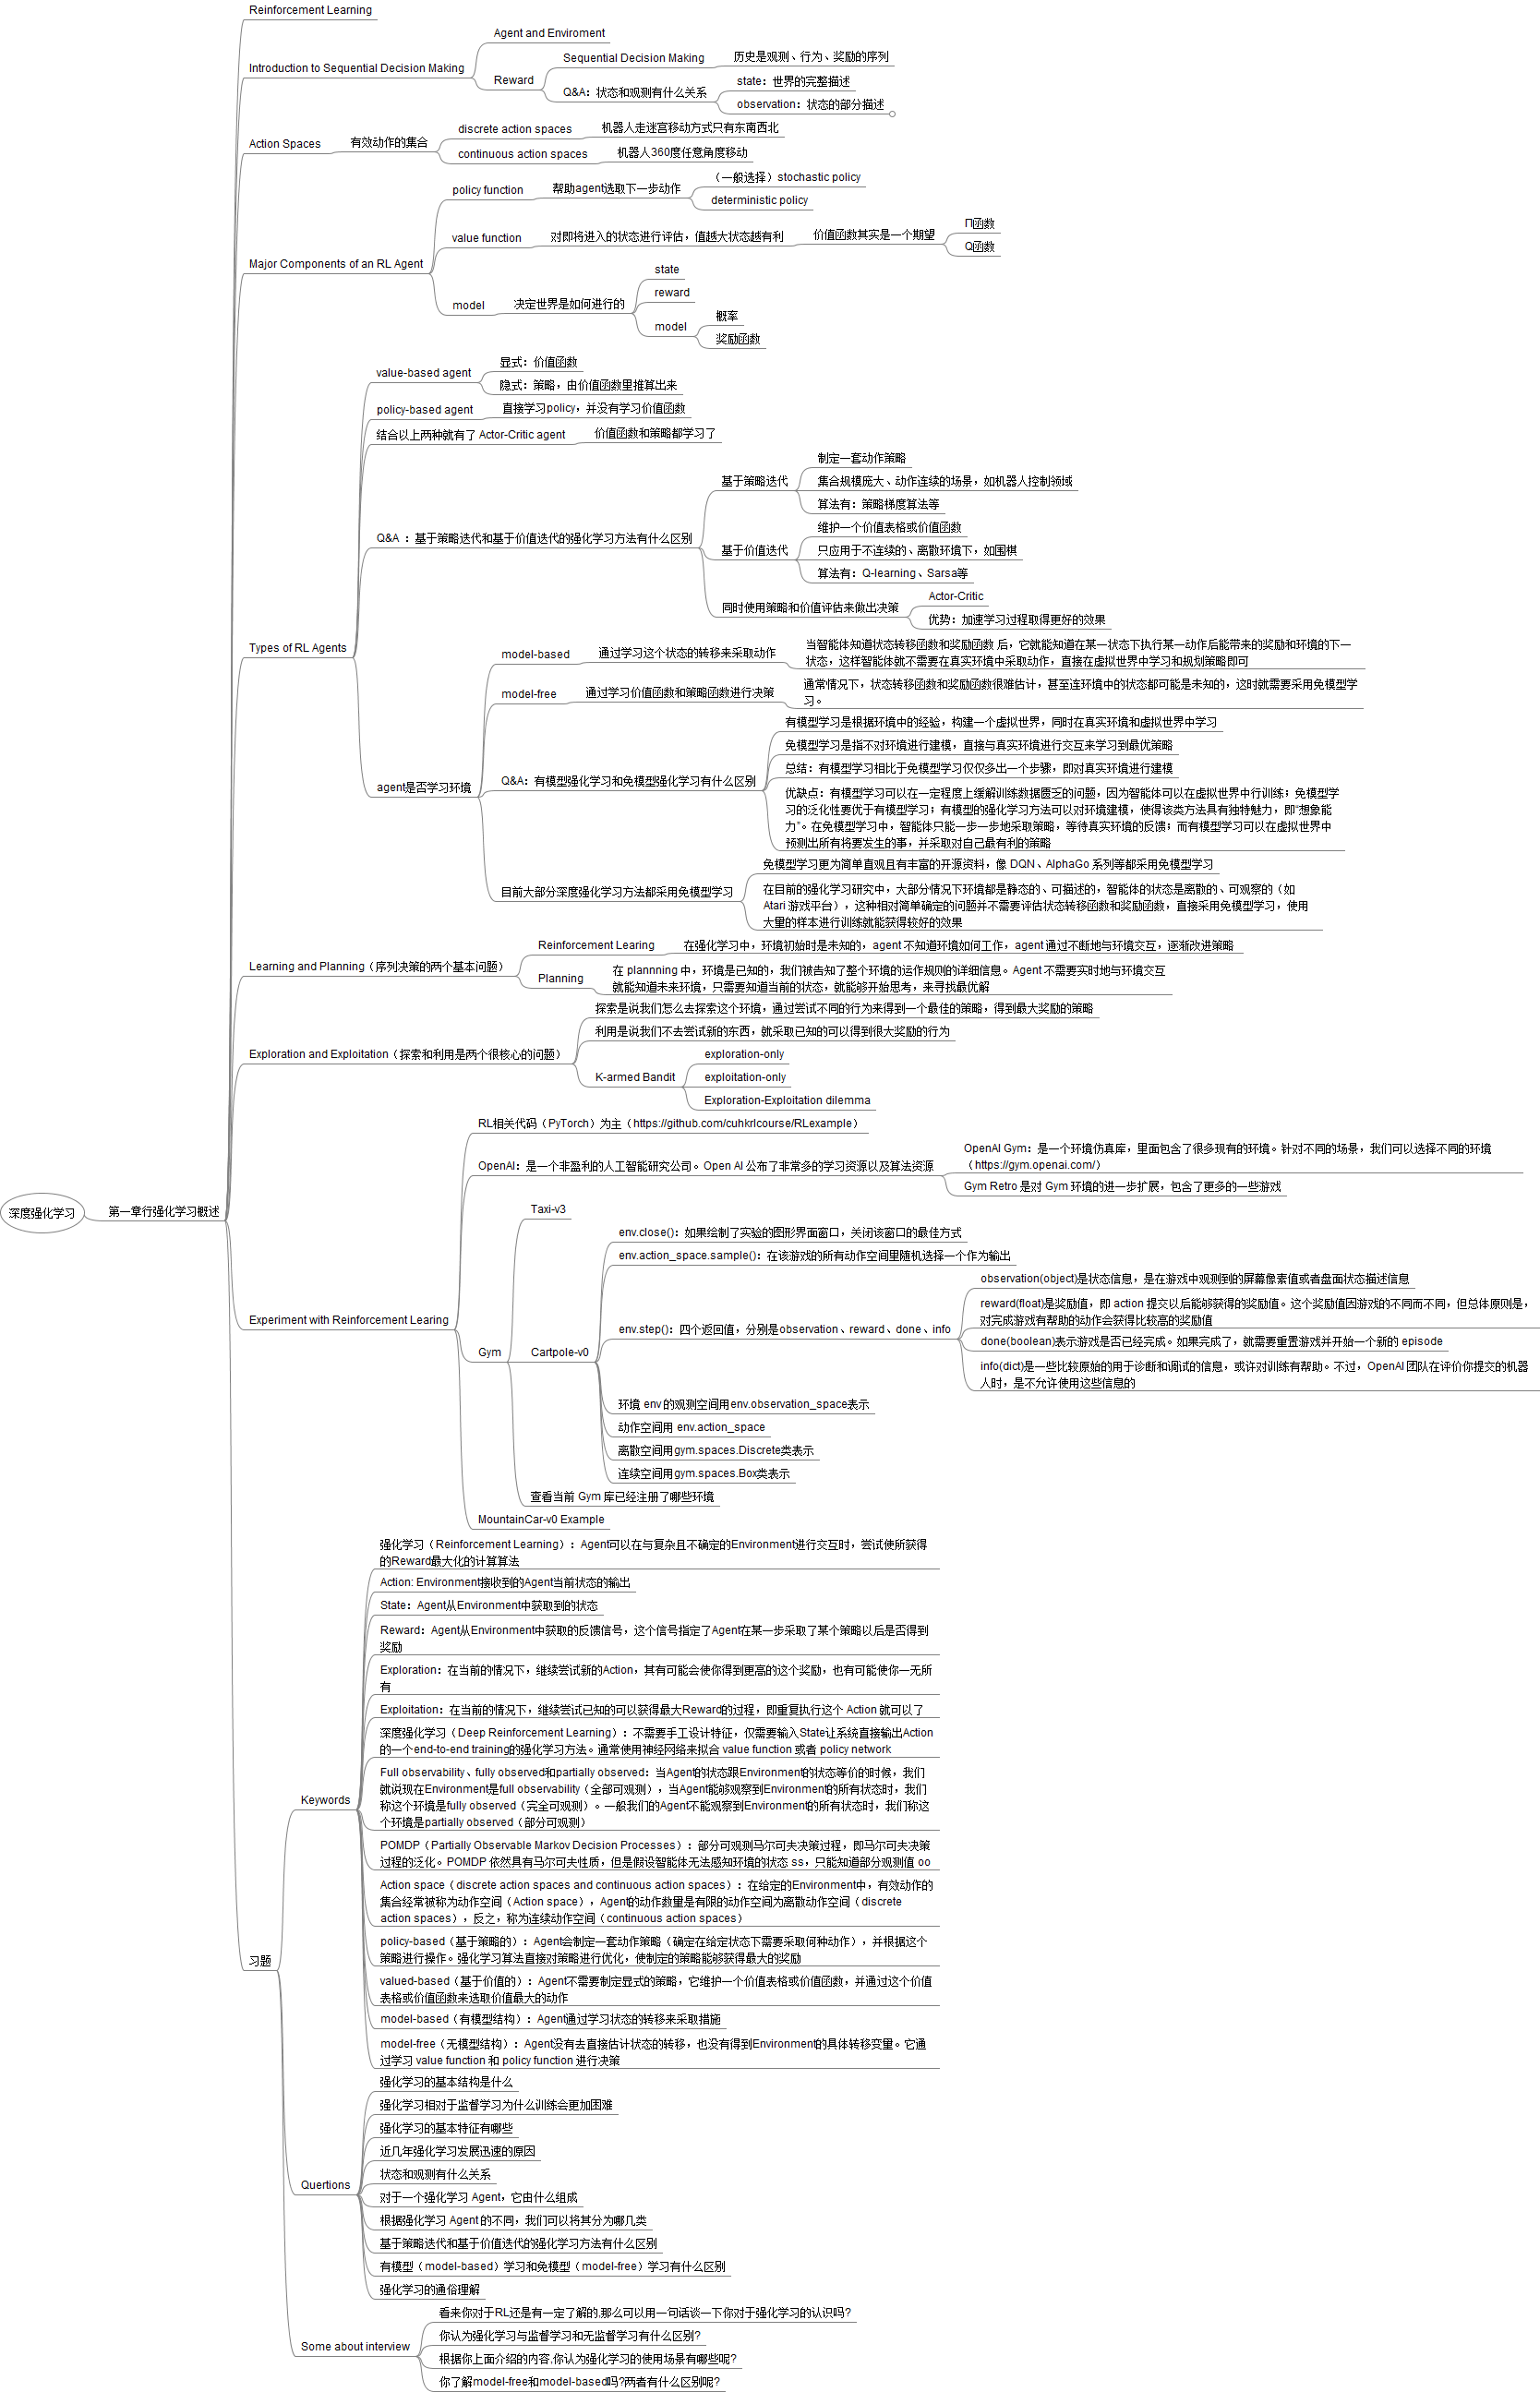 Reinforcement Learning
Introduction to Sequential Decision Making
Agent and Enviroment
Reward
Sequential Decision Making
历史是观测、行为、奖励的序列
Q&A：状态和观测有什么关系
state：世界的完整描述
observation：状态的部分描述
Action Spaces
有效动作的集合
discrete action spaces
机器人走迷宫移动方式只有东南西北
continuous action spaces
机器人360度任意角度移动
Major Components of an RL Agent
policy function
帮助agent选取下一步动作
（一般选择）stochastic policy
deterministic policy
value function
对即将进入的状态进行评估，值越大状态越有利
价值函数其实是一个期望
Π函数
Q函数
model
决定世界是如何进行的
state
reward
model
概率
奖励函数
Types of RL Agents
value-based agent
显式：价值函数
隐式：策略，由价值函数里推算出来
policy-based agent
直接学习policy，并没有学习价值函数
结合以上两种就有了 Actor-Critic agent
价值函数和策略都学习了
Q&A ：基于策略迭代和基于价值迭代的强化学习方法有什么区别
基于策略迭代
制定一套动作策略
集合规模庞大、动作连续的场景，如机器人控制领域
算法有：策略梯度算法等
基于价值迭代
维护一个价值表格或价值函数
只应用于不连续的、离散环境下，如围棋
算法有：Q-learning、Sarsa等
同时使用策略和价值评估来做出决策
Actor-Critic
优势：加速学习过程取得更好的效果
agent是否学习环境
model-based
通过学习这个状态的转移来采取动作
当智能体知道状态转移函数和奖励函数 后，它就能知道在某一状态下执行某一动作后能带来的奖励和环境的下一
状态，这样智能体就不需要在真实环境中采取动作，直接在虚拟世界中学习和规划策略即可
model-free
通过学习价值函数和策略函数进行决策
通常情况下，状态转移函数和奖励函数很难估计，甚至连环境中的状态都可能是未知的，这时就需要采用免模型学
习。
Q&A：有模型强化学习和免模型强化学习有什么区别
有模型学习是根据环境中的经验，构建一个虚拟世界，同时在真实环境和虚拟世界中学习
免模型学习是指不对环境进行建模，直接与真实环境进行交互来学习到最优策略
总结：有模型学习相比于免模型学习仅仅多出一个步骤，即对真实环境进行建模
优缺点：有模型学习可以在一定程度上缓解训练数据匮乏的问题，因为智能体可以在虚拟世界中行训练；免模型学
习的泛化性要优于有模型学习；有模型的强化学习方法可以对环境建模，使得该类方法具有独特魅力，即“想象能
力”。在免模型学习中，智能体只能一步一步地采取策略，等待真实环境的反馈；而有模型学习可以在虚拟世界中
预测出所有将要发生的事，并采取对自己最有利的策略
目前大部分深度强化学习方法都采用免模型学习
免模型学习更为简单直观且有丰富的开源资料，像 DQN、AlphaGo 系列等都采用免模型学习
在目前的强化学习研究中，大部分情况下环境都是静态的、可描述的，智能体的状态是离散的、可观察的（如
Atari 游戏平台），这种相对简单确定的问题并不需要评估状态转移函数和奖励函数，直接采用免模型学习，使用
大量的样本进行训练就能获得较好的效果
Learning and Planning（序列决策的两个基本问题）
Reinforcement Learing
在强化学习中，环境初始时是未知的，agent 不知道环境如何工作，agent 通过不断地与环境交互，逐渐改进策略
Planning
在 plannning 中，环境是已知的，我们被告知了整个环境的运作规则的详细信息。Agent 不需要实时地与环境交互
就能知道未来环境，只需要知道当前的状态，就能够开始思考，来寻找最优解
Exploration and Exploitation（探索和利用是两个很核心的问题）
探索是说我们怎么去探索这个环境，通过尝试不同的行为来得到一个最佳的策略，得到最大奖励的策略
利用是说我们不去尝试新的东西，就采取已知的可以得到很大奖励的行为
K-armed Bandit
exploration-only
exploitation-only
Exploration-Exploitation dilemma
深度强化学习
第一章行强化学习概述
Experiment with Reinforcement Learing
RL相关代码（PyTorch）为主（https://github.com/cuhkrlcourse/RLexample）
OpenAI：是一个非盈利的人工智能研究公司。Open AI 公布了非常多的学习资源以及算法资源
OpenAI Gym：是一个环境仿真库，里面包含了很多现有的环境。针对不同的场景，我们可以选择不同的环境
（https://gym.openai.com/）
Gym Retro 是对 Gym 环境的进一步扩展，包含了更多的一些游戏
Gym
Taxi-v3
Cartpole-v0
env.close()：如果绘制了实验的图形界面窗口，关闭该窗口的最佳方式
env.action_space.sample()：在该游戏的所有动作空间里随机选择一个作为输出
env.step()：四个返回值，分别是observation、reward、done、info
observation(object)是状态信息，是在游戏中观测到的屏幕像素值或者盘面状态描述信息
reward(float)是奖励值，即 action 提交以后能够获得的奖励值。这个奖励值因游戏的不同而不同，但总体原则是，
对完成游戏有帮助的动作会获得比较高的奖励值
done(boolean)表示游戏是否已经完成。如果完成了，就需要重置游戏并开始一个新的 episode
info(dict)是一些比较原始的用于诊断和调试的信息，或许对训练有帮助。不过，OpenAI 团队在评价你提交的机器
人时，是不允许使用这些信息的
环境 env 的观测空间用env.observation_space表示
动作空间用 env.action_space
离散空间用gym.spaces.Discrete类表示
连续空间用gym.spaces.Box类表示
查看当前 Gym 库已经注册了哪些环境
MountainCar-v0 Example
习题
Keywords
强化学习（Reinforcement Learning）：Agent可以在与复杂且不确定的Environment进行交互时，尝试使所获得
的Reward最大化的计算算法
Action: Environment接收到的Agent当前状态的输出
State：Agent从Environment中获取到的状态
Reward：Agent从Environment中获取的反馈信号，这个信号指定了Agent在某一步采取了某个策略以后是否得到
奖励
Exploration：在当前的情况下，继续尝试新的Action，其有可能会使你得到更高的这个奖励，也有可能使你一无所
有
Exploitation：在当前的情况下，继续尝试已知的可以获得最大Reward的过程，即重复执行这个 Action 就可以了
深度强化学习（Deep Reinforcement Learning）：不需要手工设计特征，仅需要输入State让系统直接输出Action
的一个end-to-end training的强化学习方法。通常使用神经网络来拟合 value function 或者 policy network
Full observability、fully observed和partially observed：当Agent的状态跟Environment的状态等价的时候，我们
就说现在Environment是full observability（全部可观测），当Agent能够观察到Environment的所有状态时，我们
称这个环境是fully observed（完全可观测）。一般我们的Agent不能观察到Environment的所有状态时，我们称这
个环境是partially observed（部分可观测）
POMDP（Partially Observable Markov Decision Processes）：部分可观测马尔可夫决策过程，即马尔可夫决策
过程的泛化。POMDP 依然具有马尔可夫性质，但是假设智能体无法感知环境的状态 ss，只能知道部分观测值 oo
Action space（discrete action spaces and continuous action spaces）：在给定的Environment中，有效动作的
集合经常被称为动作空间（Action space），Agent的动作数量是有限的动作空间为离散动作空间（discrete
action spaces），反之，称为连续动作空间（continuous action spaces）
policy-based（基于策略的）：Agent会制定一套动作策略（确定在给定状态下需要采取何种动作），并根据这个
策略进行操作。强化学习算法直接对策略进行优化，使制定的策略能够获得最大的奖励
valued-based（基于价值的）：Agent不需要制定显式的策略，它维护一个价值表格或价值函数，并通过这个价值
表格或价值函数来选取价值最大的动作
model-based（有模型结构）：Agent通过学习状态的转移来采取措施
model-free（无模型结构）：Agent没有去直接估计状态的转移，也没有得到Environment的具体转移变量。它通
过学习 value function 和 policy function 进行决策
Quertions
强化学习的基本结构是什么
强化学习相对于监督学习为什么训练会更加困难
强化学习的基本特征有哪些
近几年强化学习发展迅速的原因
状态和观测有什么关系
对于一个强化学习 Agent，它由什么组成
根据强化学习 Agent 的不同，我们可以将其分为哪几类
基于策略迭代和基于价值迭代的强化学习方法有什么区别
有模型（model-based）学习和免模型（model-free）学习有什么区别
强化学习的通俗理解
Some about interview
看来你对于RL还是有一定了解的,那么可以用一句话谈一下你对于强化学习的认识吗?
你认为强化学习与监督学习和无监督学习有什么区别?
根据你上面介绍的内容,你认为强化学习的使用场景有哪些呢?
你了解model-free和model-based吗?两者有什么区别呢?